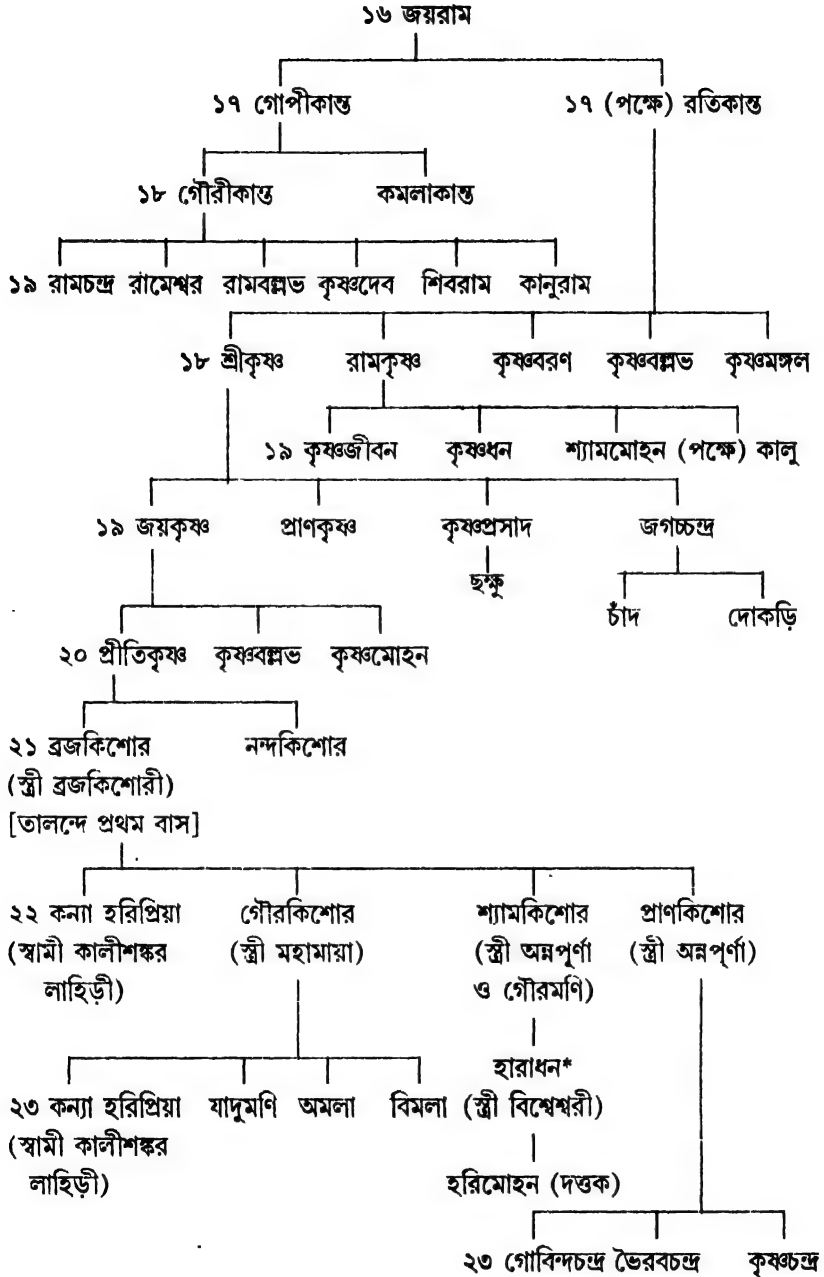 ১৬ জয়রাম
১৭ গোপীকান্ত ১৭ (পক্ষে) রতিকান্ত
১৮ গৌরীকান্ত কমলাকান্ত
১৯ রামচন্দ্র রামেশ্বর রামবল্লভ কৃষ্ণদেব শিবরাম কানুরাম
১৮ শ্রীকৃষ্ণ রামকৃষ্ণ কৃষ্ণবরণ কৃষ্ণবল্লভ কৃষ্ণমঙ্গল
১৯ কৃষ্ণজীবন কৃষ্ণধন শ্যামমোহন (পক্ষে) কালু
১৯ জয়কৃষ্ণ প্রাণকৃষ্ণ কৃষ্ণপ্রসাদ জগচ্চন্দ্র
ছক্ষু
চাঁদ দোকড়ি
২০ প্রীতিকৃষ্ণ কৃষ্ণবল্লভ কৃষ্ণমোহন
২১ ব্রজকিশোর নন্দকিশোর
(স্ত্রী ব্রজকিশোরী)
[তালন্দে প্রথম বাস]
২২ কন্যা হরিপ্রিয়া গৌরকিশোর শ্যামকিশোর প্রাণকিশোর
(স্বামী কালীশঙ্কর (স্ত্রী মহামায়া) (স্ত্রী অন্নপূর্ণা (স্ত্রী অন্নপূর্ণা)
লাহিড়ী) ও গৌরমণি)
হারাধন*
২৩ কন্যা হরিপ্রিয়া যাদুমণি অমলা বিমলা (স্ত্রী বিশ্বেশ্বরী)
(স্বামী কালীশঙ্কর
লাহিড়ী) হরিমোহন (দত্তক)
২৩ গোবিন্দচন্দ্র ভৈরবচন্দ্র কৃষ্ণচন্দ্র